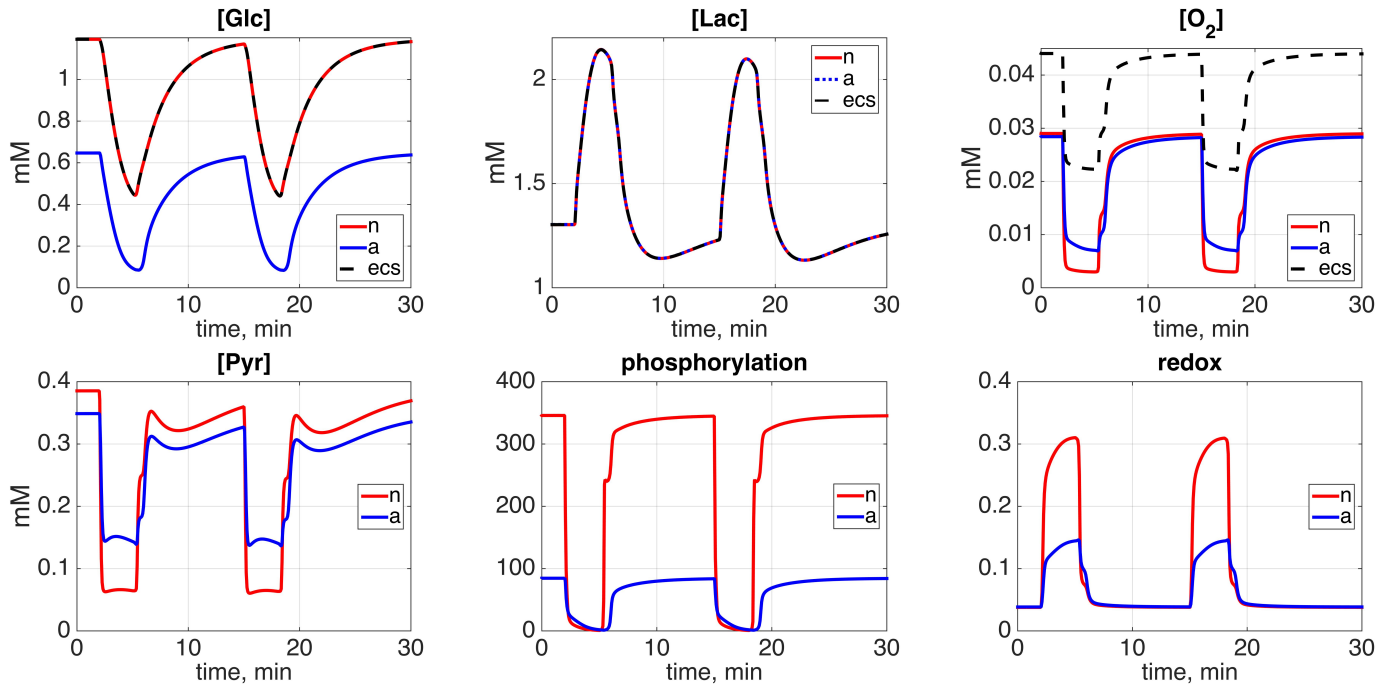 [Glc]
1
0.8
0.6
0.4
0.2
0
mM
n
a
ecs
0 10 20 30
time, min
[Lac]
2
1.5
1
mM
n
a
ecs
0 10 20 30
time, min
[O2]
0.04
0.03
0.02
0.01
0
mM
n
a
ecs
0 10 20 30
time, min
[Pyr]
0.4
0.3
0.2
0.1
0
mM
n
a
0 10 20 30
time, min
phosphorylation
400
300
200
100
0
n
a
0 10 20 30
time, min
redox
0.4
0.3
0.2
0.1
0
n
a
0 10 20 30
time, min